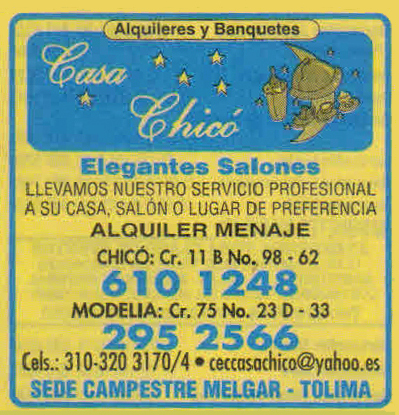 Alquileres y Banquetes
Casa
Chicó
Elegantes Salones
LLEVAMOS NUESTRO SERVICIO PROFESIONAL
A SU CASA, SALÓN O LUGAR DE PREFERENCIA
ALQUILER MENAJE
CHICÓ: Cr. 11 B No. 98 - 62
610 1248
MODELIA: Cr. 75 No. 23 D - 33
295 2566
Cels.: 310-320 3170/4 • ceccasachico@yahoo.es
SEDE CAMPESTRE MELGAR - TOLIMA